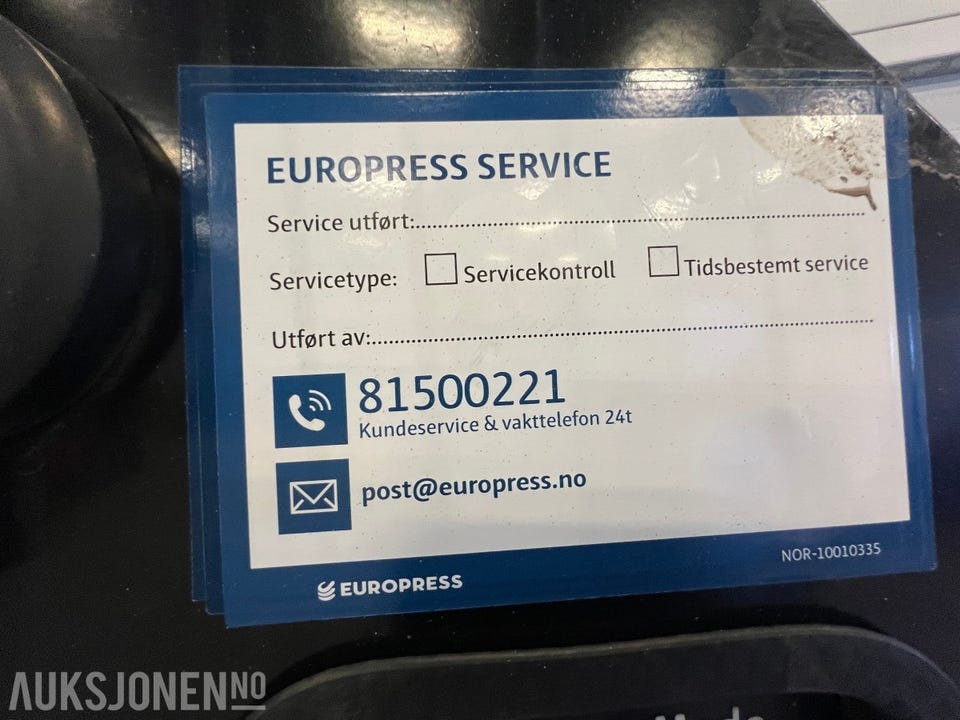 EUROPRESS SERVICE
Service utført:..........................................................................
Servicetype: ☐ Servicekontroll ☐ Tidsbestemt service
Utført av:..................................................................................
81500221
Kundeservice & vakttelefon 24t
post@europress.no
NOR-10010335
EUROPRESS
AUKSJONEN NO